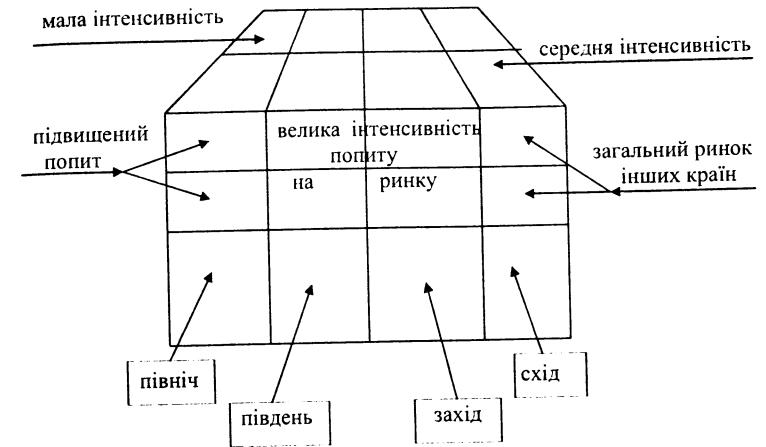 мала інтенсивність
середня інтенсивність
підвищений
попит
велика інтенсивність
попиту
на ринку
загальний ринок
інших країн
північ
південь
захід
схід